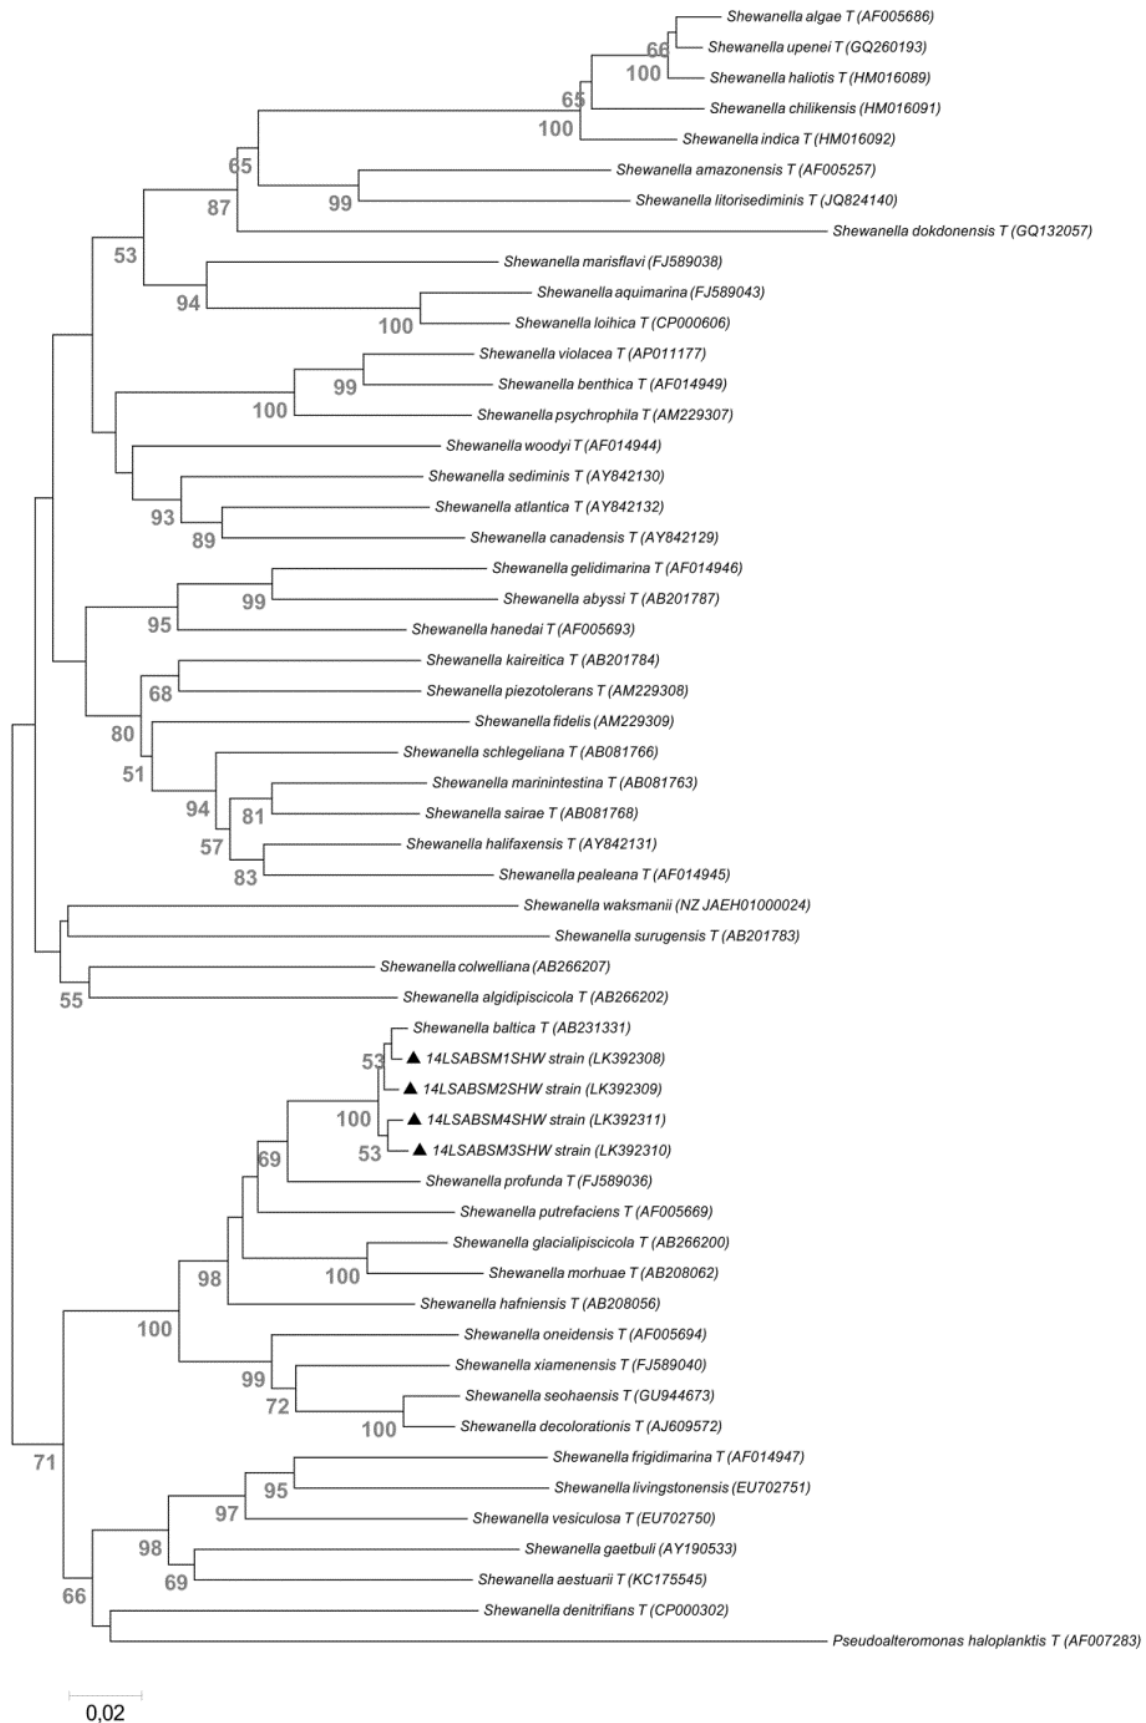 Shewanella algae T (AF005686)
Shewanella upenei T (GQ260193)
66
Shewanella haliotis T (HM016089)
100
65
Shewanella chilikensis (HM016091)
100
Shewanella indica T (HM016092)
65
Shewanella amazonensis T (AF005257)
99
Shewanella litorisediminis T (JQ824140)
87
Shewanella dokdonensis T (GQ132057)
53
Shewanella marisflavi (FJ589038)
94
Shewanella aquimarina (FJ589043)
100
Shewanella loihica T (CP000606)
Shewanella violacea T (AP011177)
99
Shewanella benthica T (AF014949)
100
Shewanella psychrophila T (AM229307)
Shewanella woodyi T (AF014944)
Shewanella sediminis T (AY842130)
93
Shewanella atlantica T (AY842132)
89
Shewanella canadensis T (AY842129)
Shewanella gelidimarina T (AF014946)
99
Shewanella abyssi T (AB201787)
95
Shewanella hanedai T (AF005693)
Shewanella kaireitica T (AB201784)
68
Shewanella piezotolerans T (AM229308)
80
Shewanella fidelis (AM229309)
51
Shewanella schlegeliana T (AB081766)
94
Shewanella marinintestina T (AB081763)
81
Shewanella sairae T (AB081768)
57
Shewanella halifaxensis T (AY842131)
83
Shewanella pealeana T (AF014945)
Shewanella waksmanii (NZ JAEH01000024)
Shewanella surugensis T (AB201783)
Shewanella colwelliana (AB266207)
55
Shewanella algidipiscicola T (AB266202)
Shewanella baltica T (AB231331)
53
14LSABSM1SHW strain (LK392308)
14LSABSM2SHW strain (LK392309)
100
14LSABSM4SHW strain (LK392311)
53
14LSABSM3SHW strain (LK392310)
69
Shewanella profunda T (FJ589036)
Shewanella putrefaciens T (AF005669)
Shewanella glacialipiscicola T (AB266200)
98
100
Shewanella morhuae T (AB208062)
Shewanella hafniensis T (AB208056)
100
Shewanella oneidensis T (AF005694)
Shewanella xiamenensis T (FJ589040)
99
Shewanella seohaensis T (GU944673)
72
Shewanella decolorationis T (AJ609572)
100
71
Shewanella frigidimarina T (AF014947)
95
Shewanella livingstonensis (EU702751)
97
Shewanella vesiculosa T (EU702750)
98
Shewanella gaetbuli (AY190533)
69
Shewanella aestuarii T (KC175545)
66
Shewanella denitrifians T (CP000302)
Pseudoalteromonas haloplanktis T (AF007283)
0,02